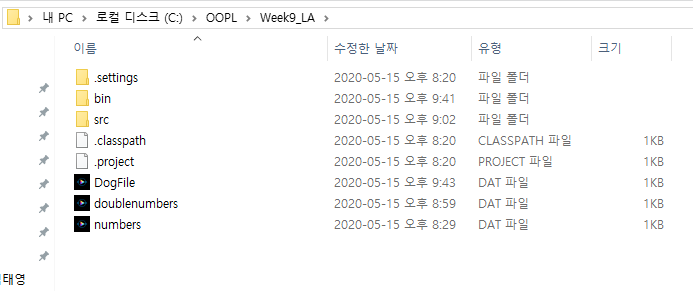 내 PC > 로컬 디스크 (C:) > OOPL > Week9_LA >
이름 수정한 날짜 유형 크기
.settings 2020-05-15 오후 8:20 파일 폴더
bin 2020-05-15 오후 9:41 파일 폴더
src 2020-05-15 오후 9:02 파일 폴더
.classpath 2020-05-15 오후 8:20 CLASSPATH 파일 1KB
.project 2020-05-15 오후 8:20 PROJECT 파일 1KB
DogFile 2020-05-15 오후 9:43 DAT 파일 1KB
doublenumbers 2020-05-15 오후 8:59 DAT 파일 1KB
numbers 2020-05-15 오후 8:29 DAT 파일 1KB
태영